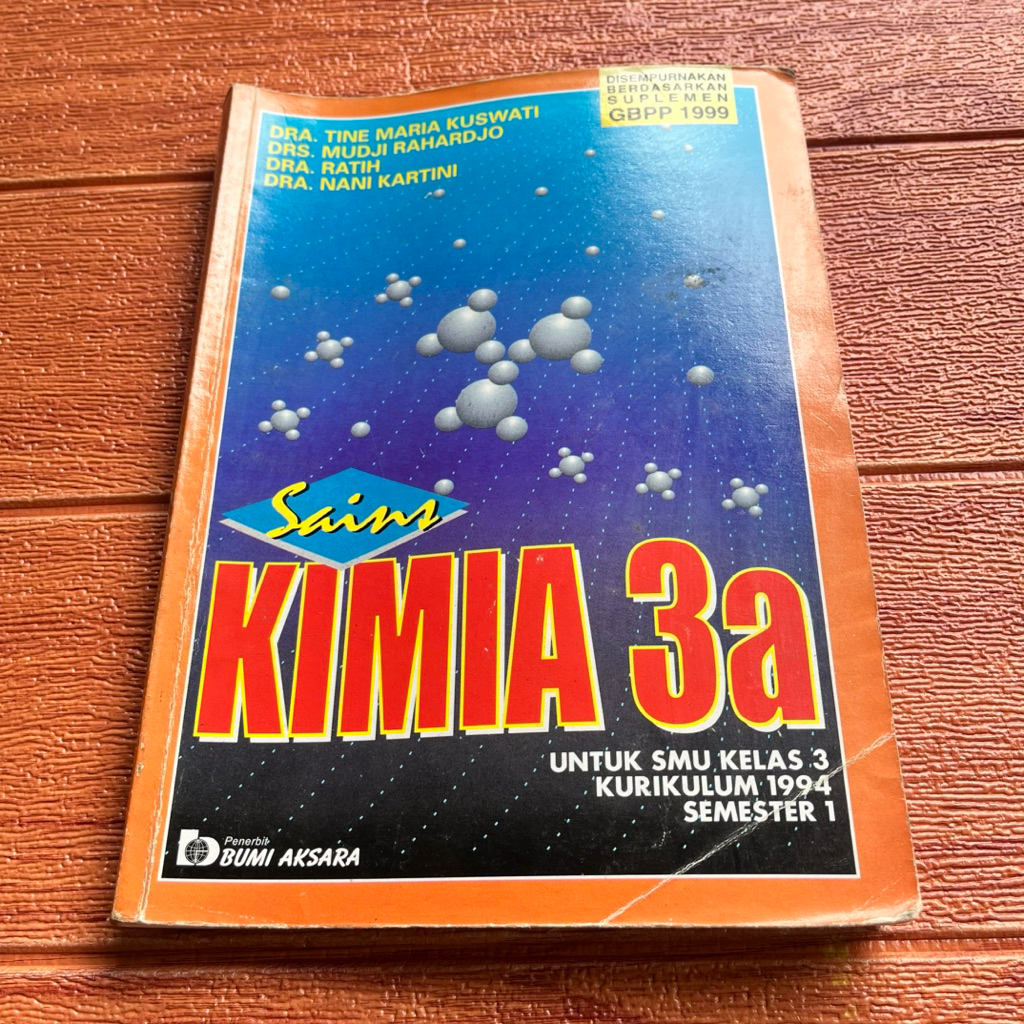 DISEMPURNAKAN
BERDASARKAN
SUPLEMEN
GBPP 1999
DRA. TINE MARIA KUSWATI
DRS. MUDJI RAHARDJO
DRA. RATIH
DRA. NANI KARTINI
Sains
KIMIA 3a
UNTUK SMU KELAS 3
KURIKULUM 1994
SEMESTER 1
Penerbit
BUMI AKSARA